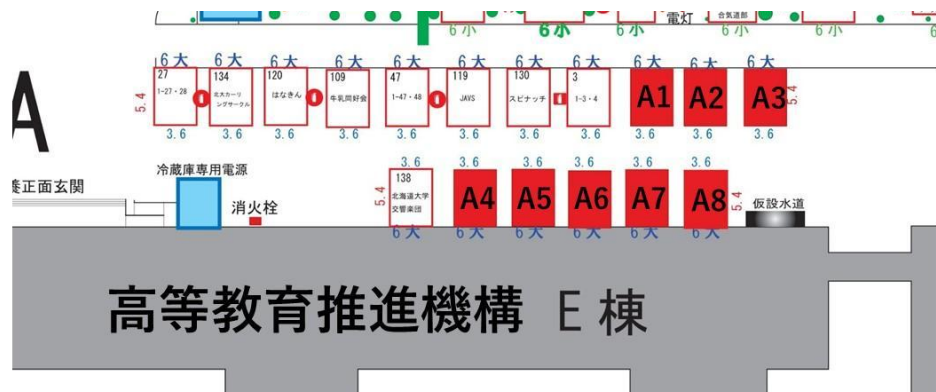 電灯
合気道部
6小 6小 6小 6小 6小
6大 6大 6大 6大 6大 6大 6大 6大 6大 6大 6大
27 134 120 109 47 119 130 3
1-27・28 北大カーリングサークル はなきん 牛乳同好会 1-47・48 JAVS スピナッチ 1-3・4 A1 A2 A3
5.4 5.4
3.6 3.6 3.6 3.6 3.6 3.6 3.6 3.6 3.6 3.6 3.6
A
3.6 3.6 3.6 3.6 3.6 3.6
冷蔵庫専用電源
138
養正面玄関
消火栓
5.4
北海道大学
交響楽団
A4 A5 A6 A7 A8
5.4
仮設水道
6大 6大 6大 6大 6大 6大
高等教育推進機構 E棟